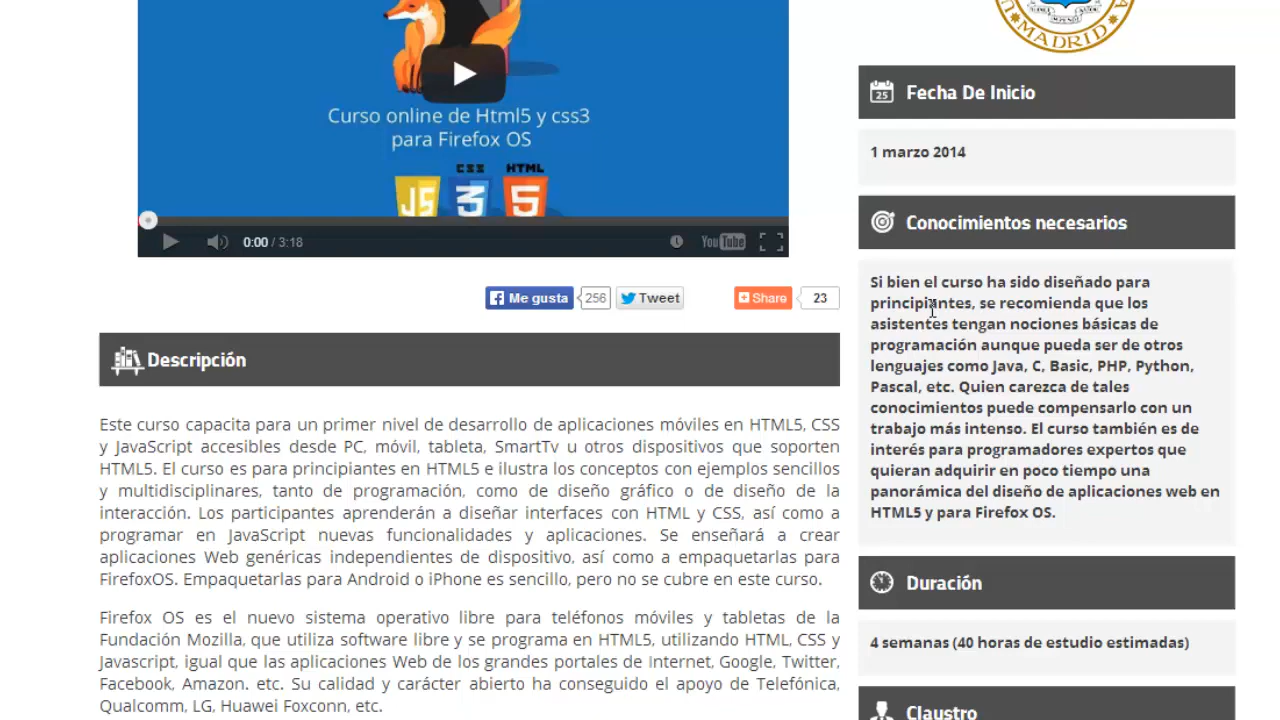 Curso online de Html5 y css3
para Firefox OS
CSS HTML
JS 3 5
0:00 / 3:18
YouTube
Me gusta 256 Tweet Share 23
Descripción
Este curso capacita para un primer nivel de desarrollo de aplicaciones móviles en HTML5, CSS
y JavaScript accesibles desde PC, móvil, tableta, SmartTv u otros dispositivos que soporten
HTML5. El curso es para principiantes en HTML5 e ilustra los conceptos con ejemplos sencillos
y multidisciplinares, tanto de programación, como de diseño gráfico o de diseño de la
interacción. Los participantes aprenderán a diseñar interfaces con HTML y CSS, así como a
programar en JavaScript nuevas funcionalidades y aplicaciones. Se enseñará a crear
aplicaciones Web genéricas independientes de dispositivo, así como a empaquetarlas para
FirefoxOS. Empaquetarlas para Android o iPhone es sencillo, pero no se cubre en este curso.
Firefox OS es el nuevo sistema operativo libre para teléfonos móviles y tabletas de la
Fundación Mozilla, que utiliza software libre y se programa en HTML5, utilizando HTML, CSS y
Javascript, igual que las aplicaciones Web de los grandes portales de Internet, Google, Twitter,
Facebook, Amazon. etc. Su calidad y carácter abierto ha conseguido el apoyo de Telefónica,
Qualcomm, LG, Huawei Foxconn, etc.
MADRID
25 Fecha De Inicio
1 marzo 2014
Conocimientos necesarios
Si bien el curso ha sido diseñado para
principiantes, se recomienda que los
asistentes tengan nociones básicas de
programación aunque pueda ser de otros
lenguajes como Java, C, Basic, PHP, Python,
Pascal, etc. Quien carezca de tales
conocimientos puede compensarlo con un
trabajo más intenso. El curso también es de
interés para programadores expertos que
quieran adquirir en poco tiempo una
panorámica del diseño de aplicaciones web en
HTML5 y para Firefox OS.
Duración
4 semanas (40 horas de estudio estimadas)
Claustro